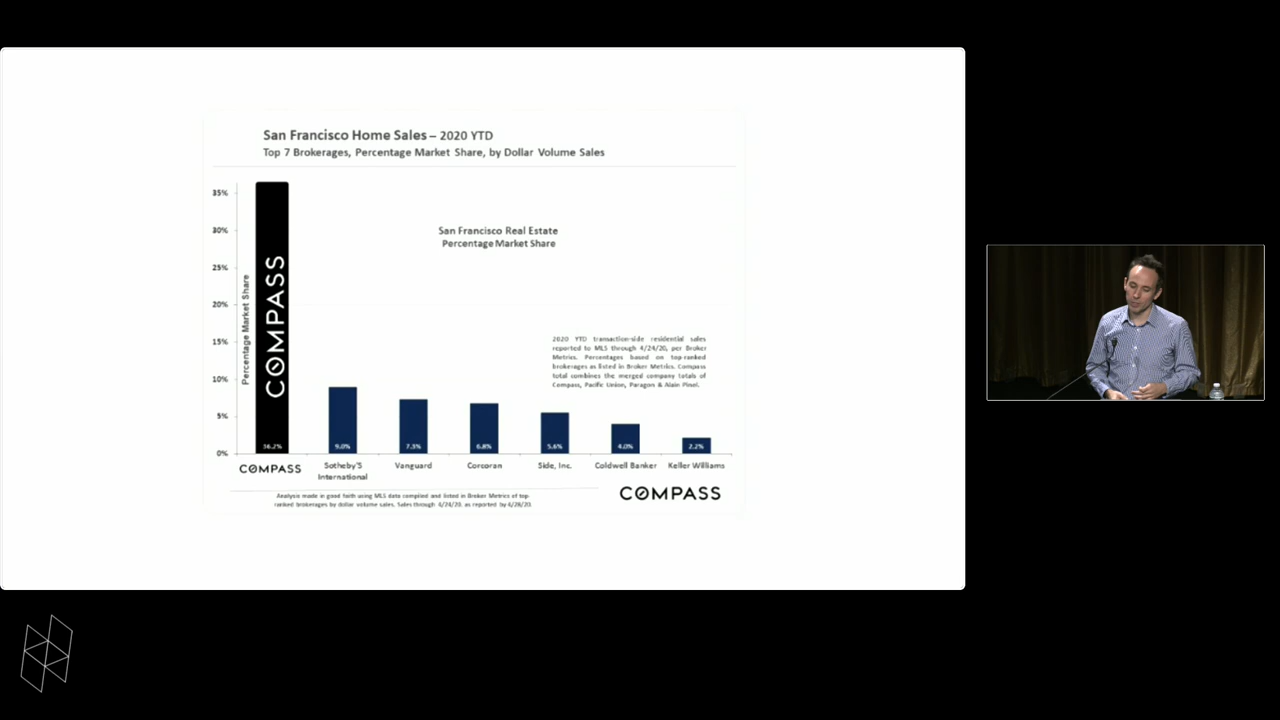 San Francisco Home Sales – 2020 YTD
Top 7 Brokerages, Percentage Market Share, by Dollar Volume Sales
35%
30%
25%
20%
15%
10%
5%
0%
Percentage Market Share
COMPASS
San Francisco Real Estate
Percentage Market Share
2020 YTD transaction-side residential sales
reported to MLS through 4/24/20, per Broker
Metrics. Percentages based on top-ranked
brokerages as listed in Broker Metrics. Compass
total combines the merged company totals of
Compass, Pacific Union, Paragon & Alain Pinel.
36.2%
9.0%
7.3%
6.8%
5.6%
4.0%
2.2%
COMPASS
Sotheby'S
International
Vanguard
Corcoran
Side, Inc.
Coldwell Banker
Keller Williams
Analysis made in good faith using MLS data compiled and listed in Broker Metrics of top-
ranked brokerages by dollar volume sales. Sales through 4/24/20, as reported by 4/28/20.
COMPASS